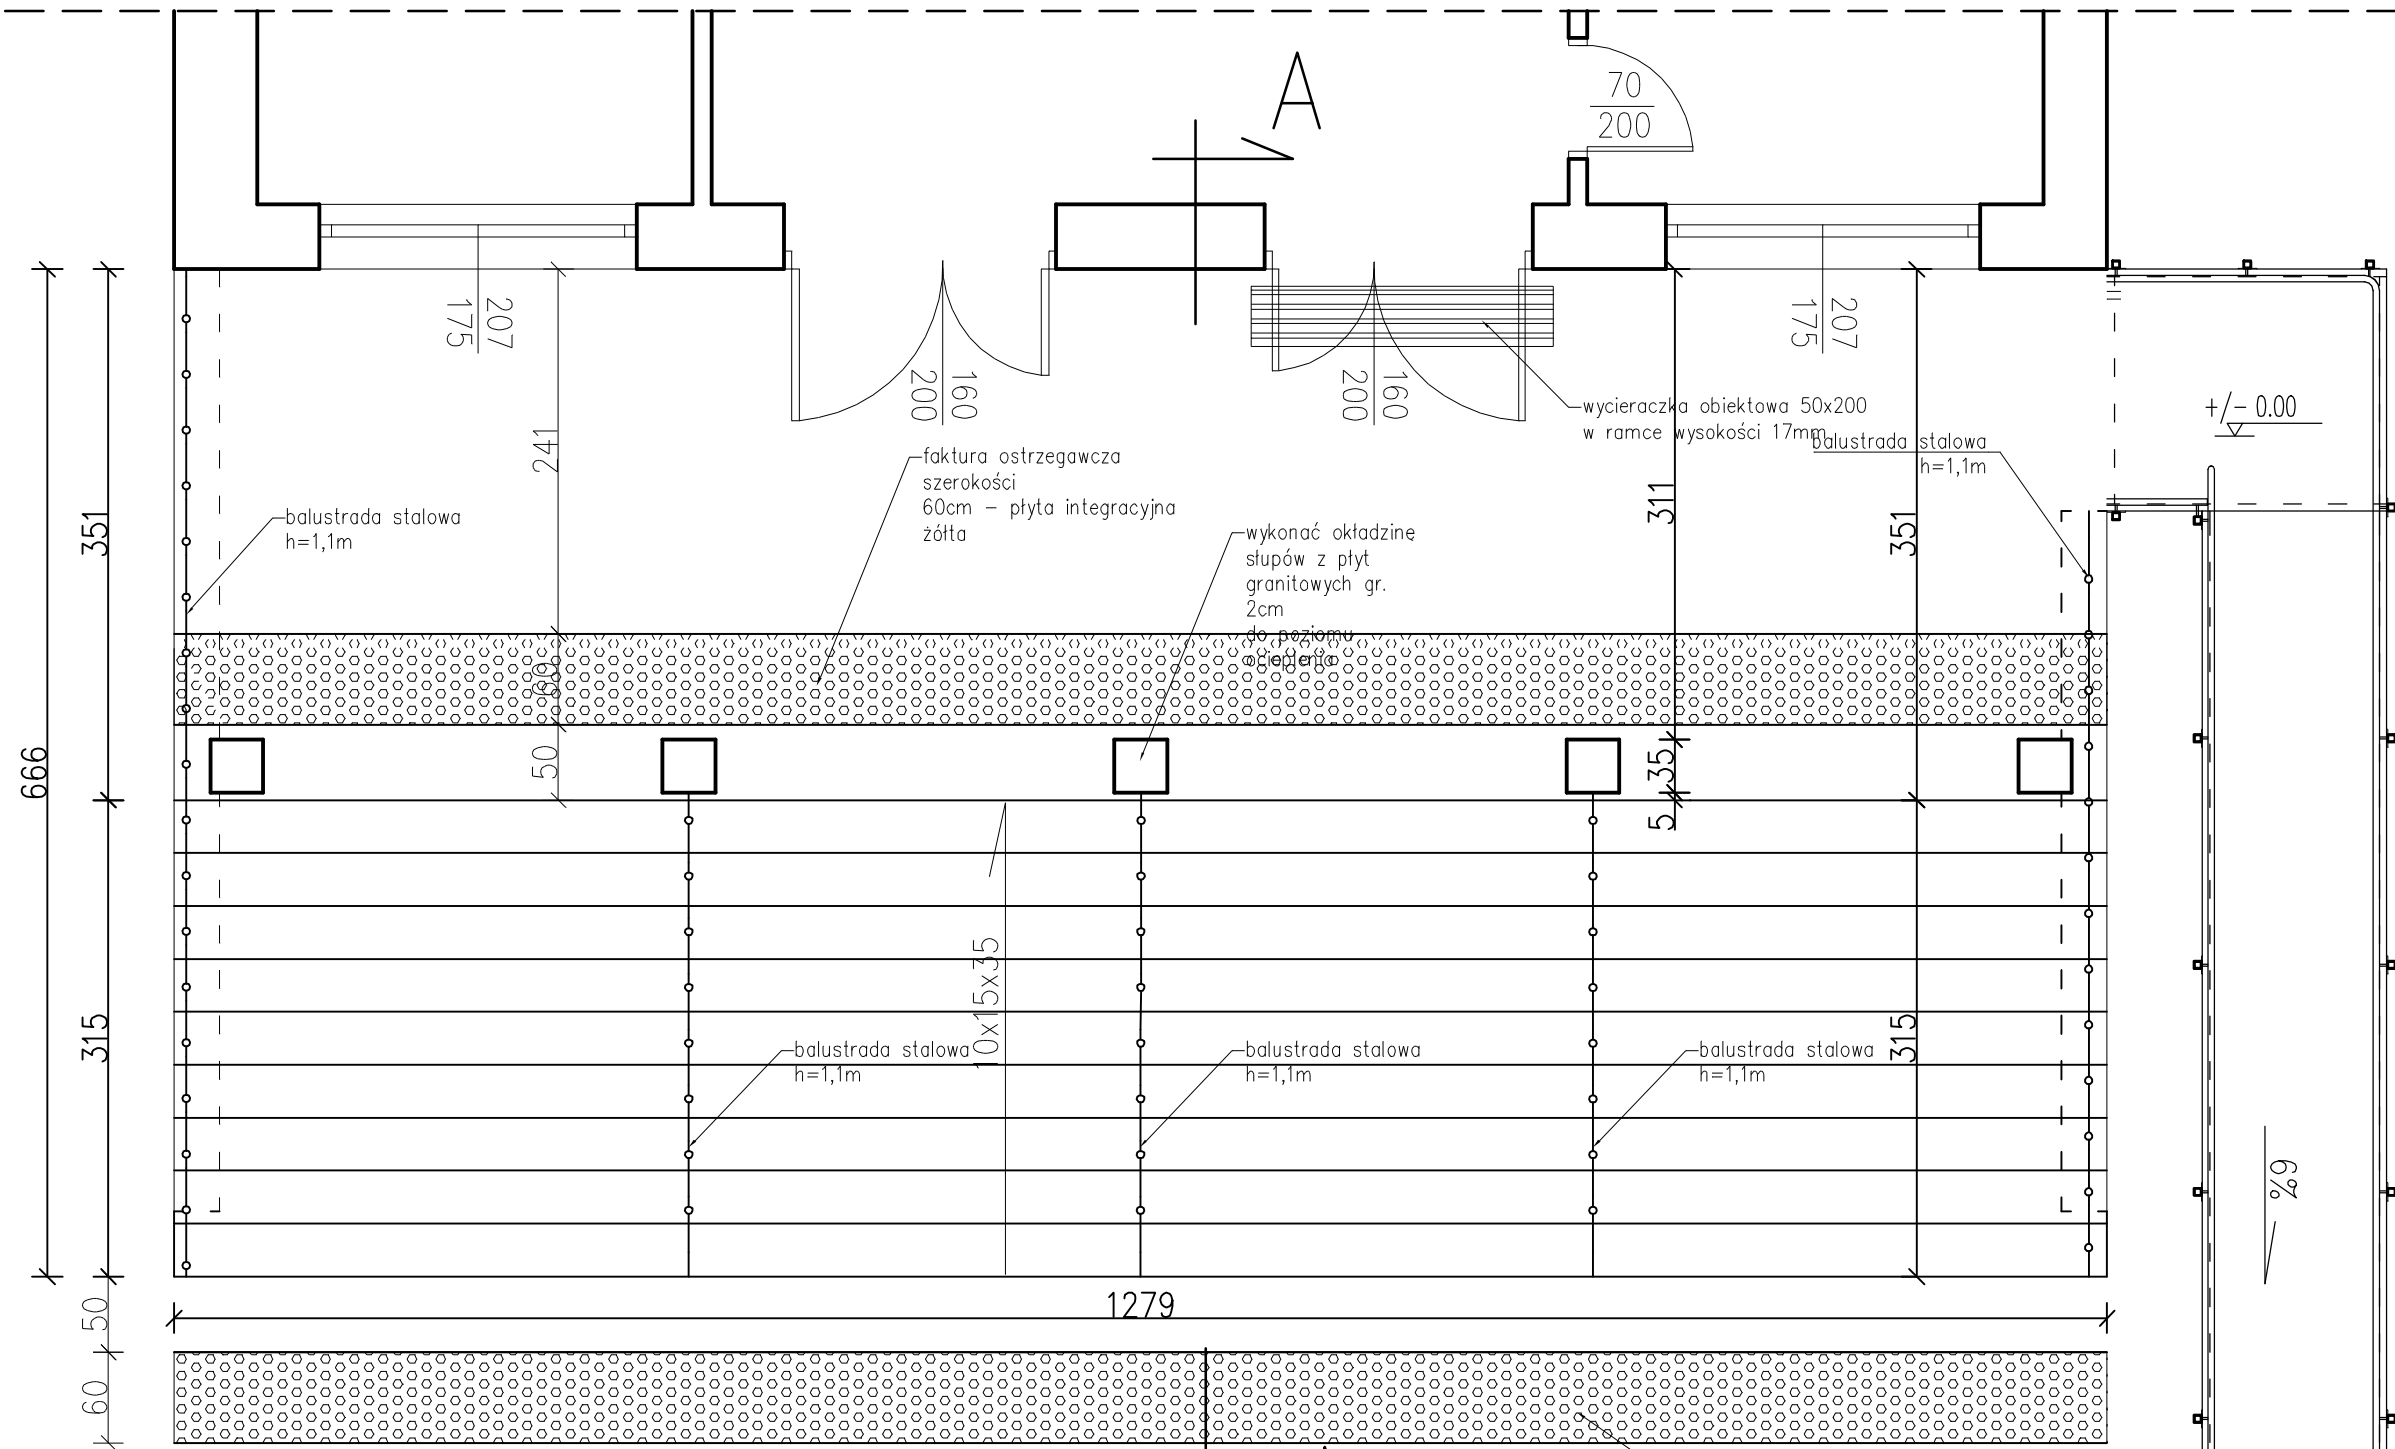 A
70
200
207
175
160
200
160
200
207
175
wycieraczka obiektowa 50x200
w ramce wysokości 17mm
balustrada stalowa
h=1,1m
+/- 0.00
faktura ostrzegawcza
szerokości
60cm – płyta integracyjna
żółta
balustrada stalowa
h=1,1m
wykonać okładzinę
słupów z płyt
granitowych gr.
2cm
do poziomu
ocieplenia
241
60
50
351
666
315
50
60
311
35
5
351
315
10x15x35
balustrada stalowa
h=1,1m
balustrada stalowa
h=1,1m
balustrada stalowa
h=1,1m
6%
1279